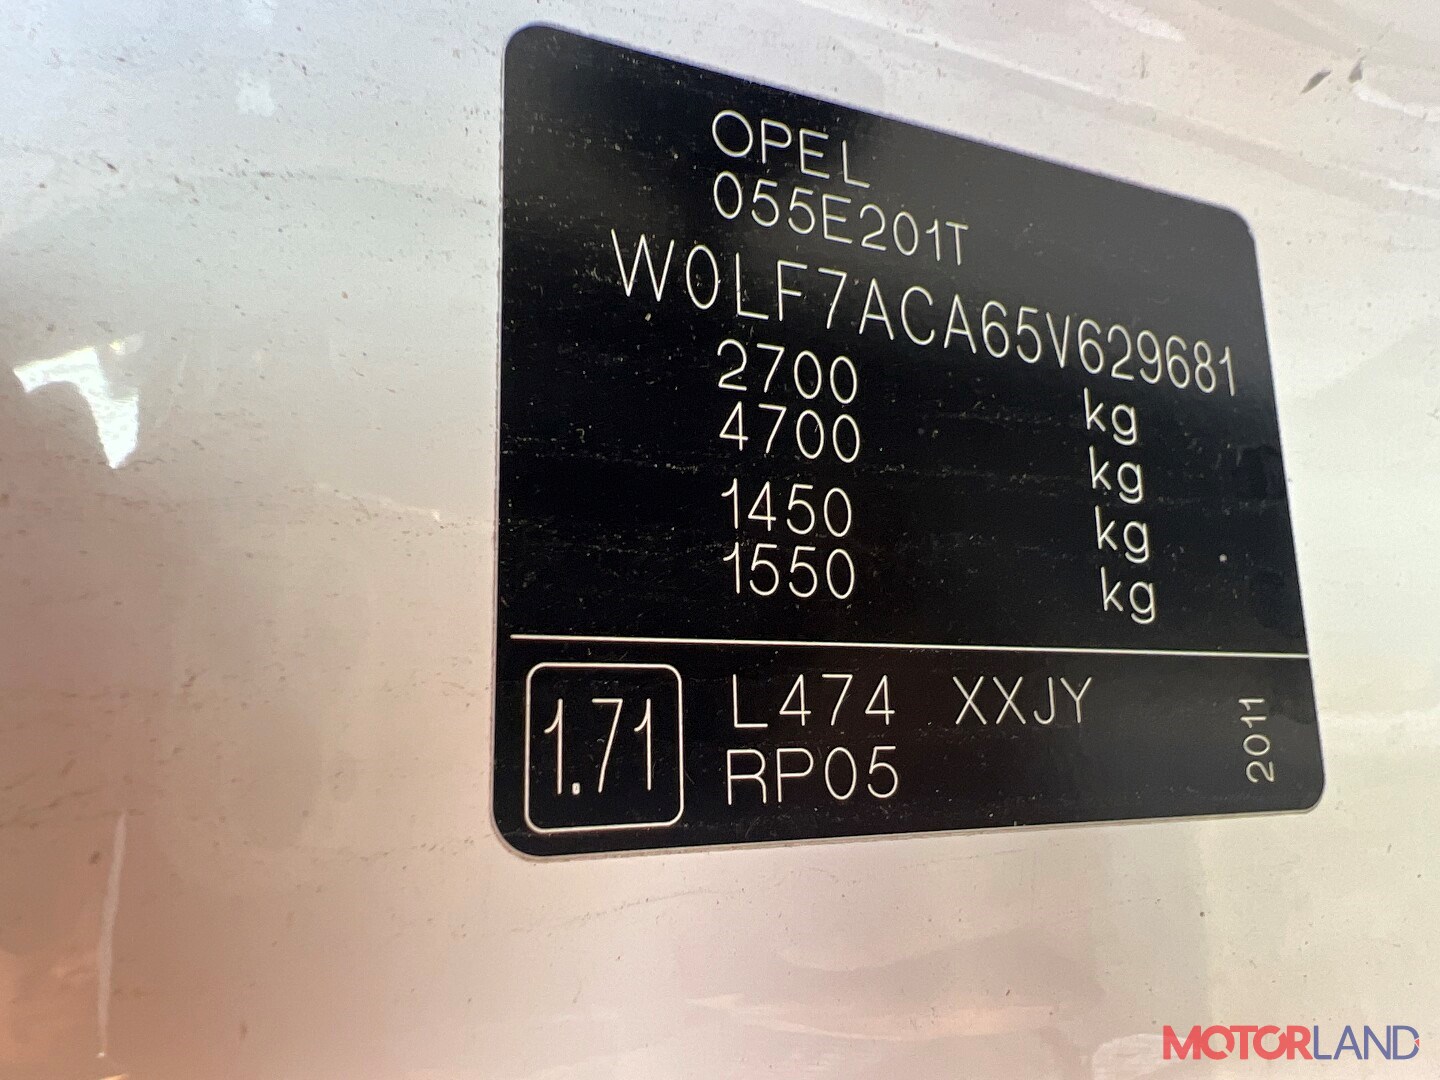 OPEL
055E201T
W0LF7ACA65V629681
2700 kg
4700 kg
1450 kg
1550 kg
1.71
L474 XXJY
RP05
2011
MOTORLAND